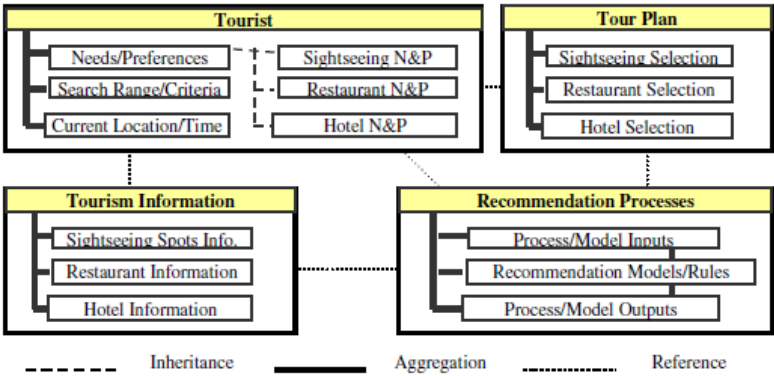 Tourist
Needs/Preferences
Sightseeing N&P
Search Range/Criteria
Restaurant N&P
Current Location/Time
Hotel N&P
Tour Plan
Sightseeing Selection
Restaurant Selection
Hotel Selection
Tourism Information
Sightseeing Spots Info.
Restaurant Information
Hotel Information
Recommendation Processes
Process/Model Inputs
Recommendation Models/Rules
Process/Model Outputs
Inheritance
Aggregation
Reference